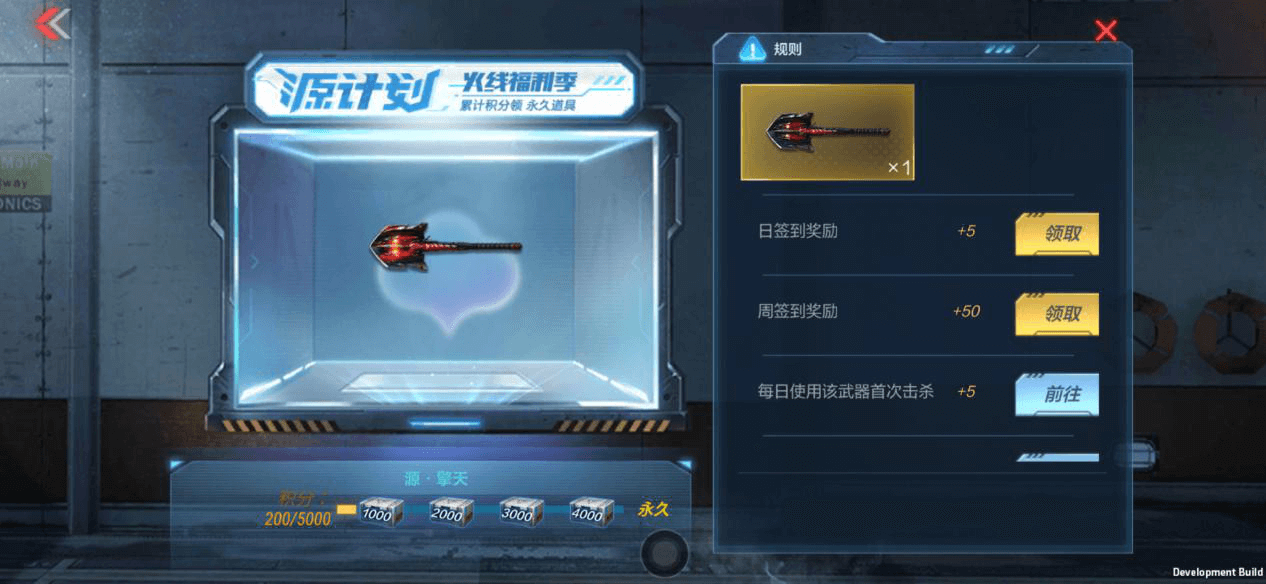 源计划
火线福利季
累计积分领 永久道具
规则
×1
日签到奖励 +5 领取
周签到奖励 +50 领取
每日使用该武器首次击杀 +5 前往
源·擎天
积分：
200/5000 1000 2000 3000 4000 永久
way
ONICS
Development Build